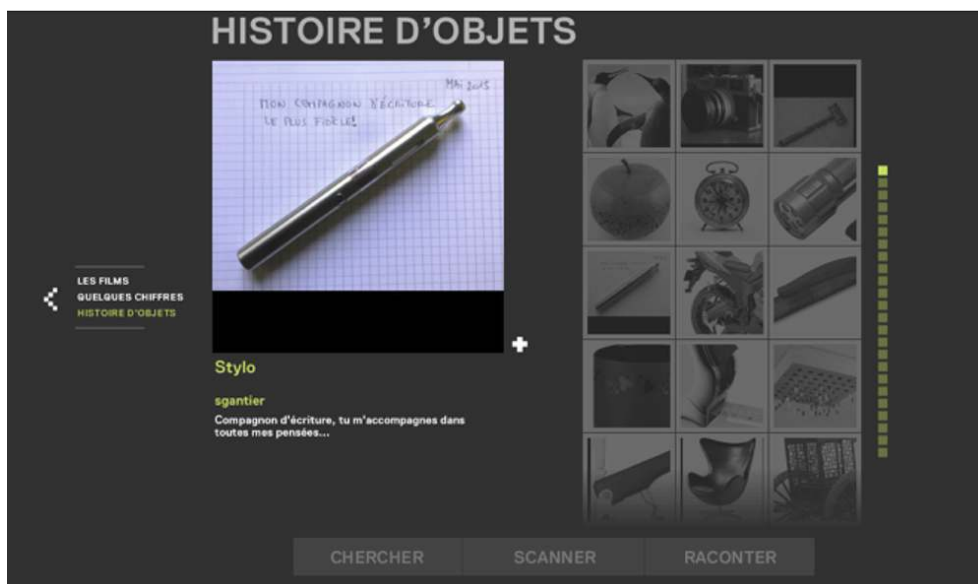 HISTOIRE D'OBJETS
MAI 2015
MON COMPAGNON D'ÉCRITURE
LE PLUS FIDÈLE!
LES FILMS
QUELQUES CHIFFRES
HISTOIRE D'OBJETS
Stylo
sgantier
Compagnon d'écriture, tu m'accompagnes dans
toutes mes pensées...
CHERCHER
SCANNER
RACONTER